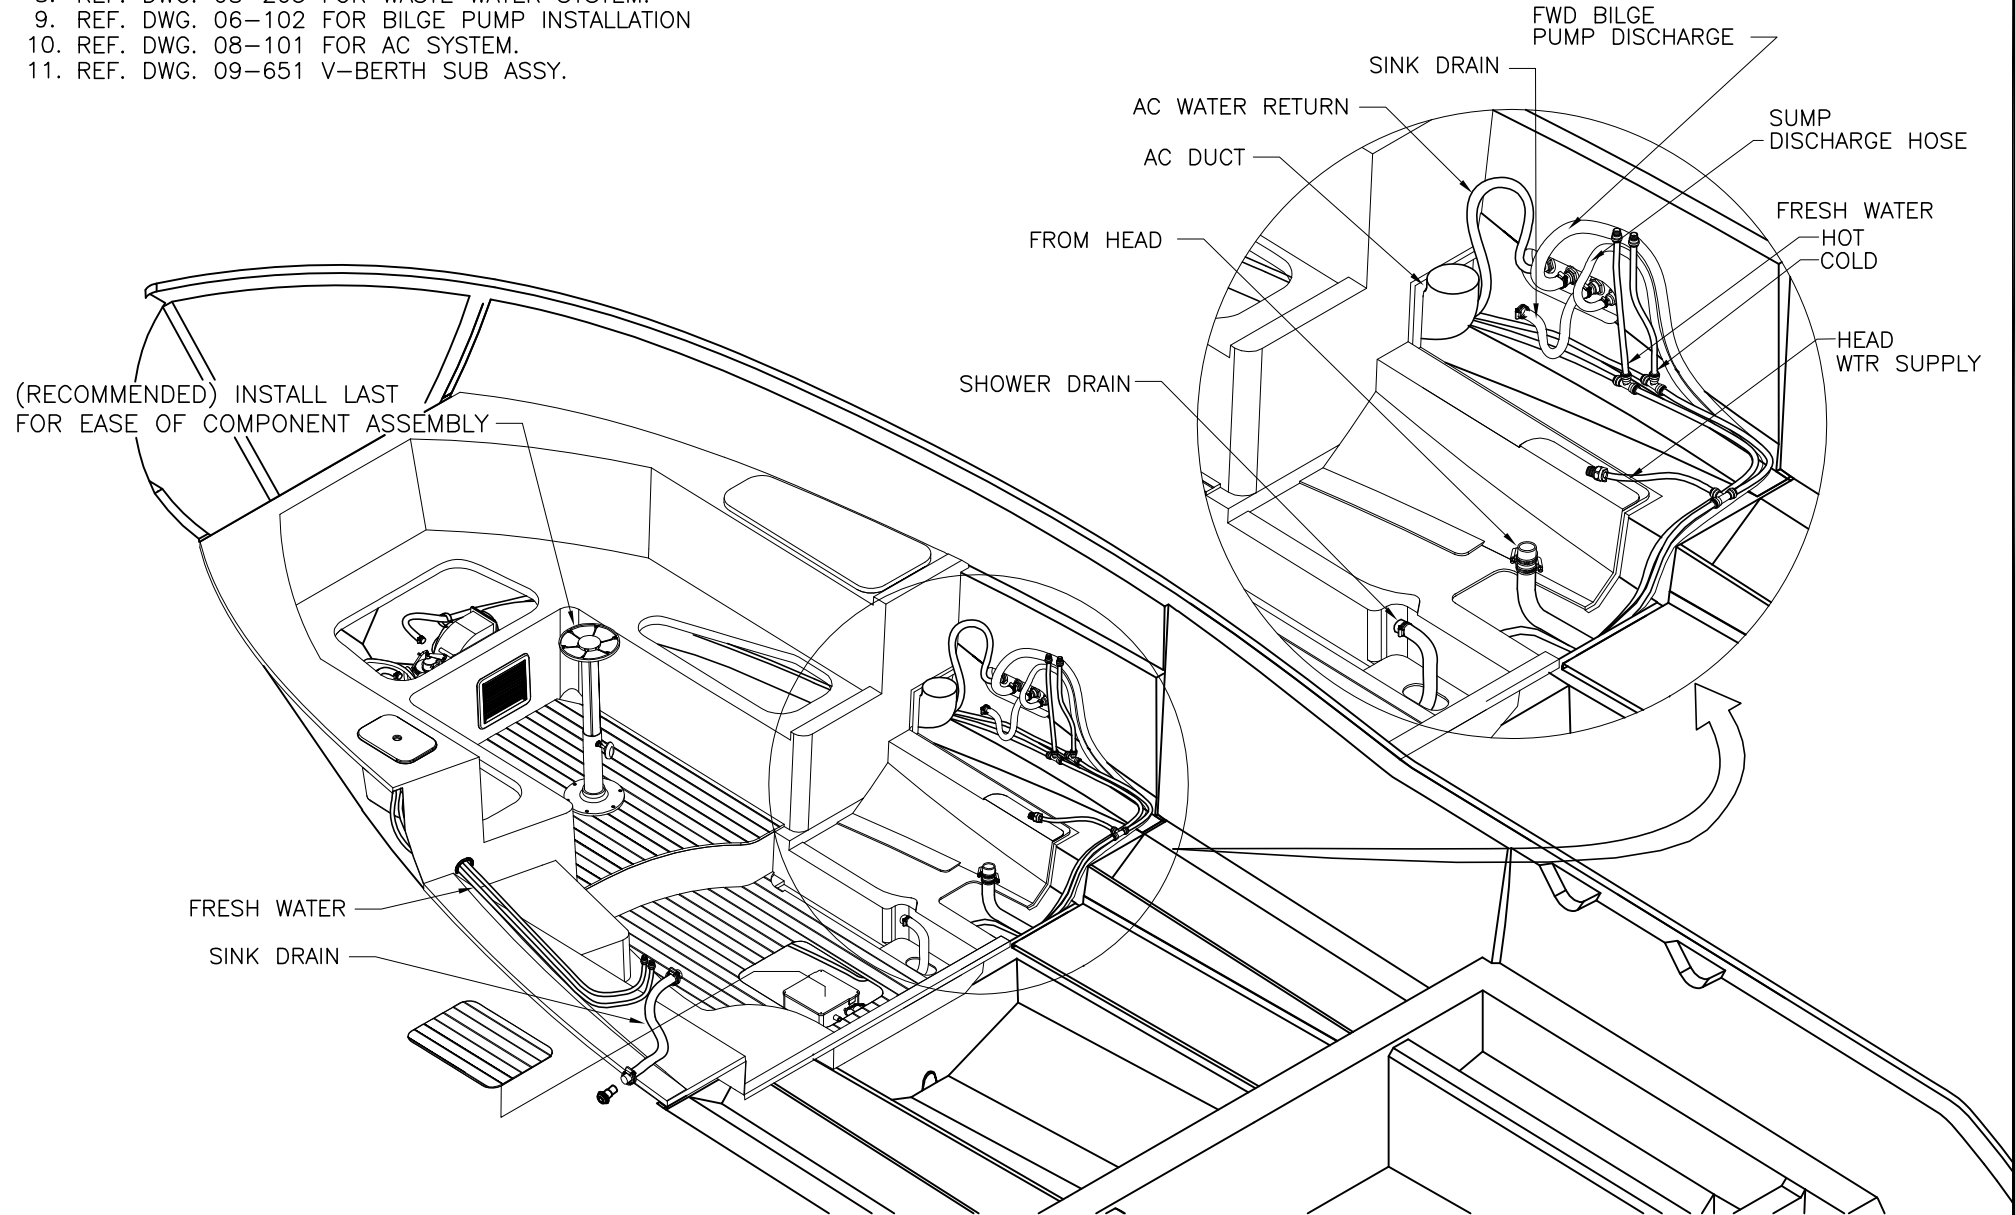 9. REF. DWG. 06-102 FOR BILGE PUMP INSTALLATION
10. REF. DWG. 08-101 FOR AC SYSTEM.
11. REF. DWG. 09-651 V-BERTH SUB ASSY.
FWD BILGE
PUMP DISCHARGE
SINK DRAIN
AC WATER RETURN
SUMP
DISCHARGE HOSE
AC DUCT
FRESH WATER
HOT
COLD
FROM HEAD
HEAD
WTR SUPPLY
SHOWER DRAIN
(RECOMMENDED) INSTALL LAST
FOR EASE OF COMPONENT ASSEMBLY
FRESH WATER
SINK DRAIN